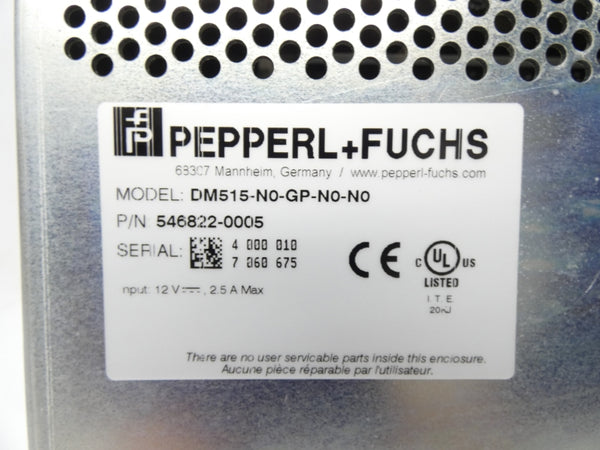 PEPPERL+FUCHS
68307 Mannheim, Germany / www.pepperl-fuchs.com
MODEL: DM515-N0-GP-N0-N0
P/N 546822-0005
SERIAL: 4 000 010
7 060 675
CE
C UL US
LISTED
I.T.E
nput: 12 V⎓, 2.5 A Max
There are no user servicable parts inside this enclosure.
Aucune pièce réparable par l'utilisateur.